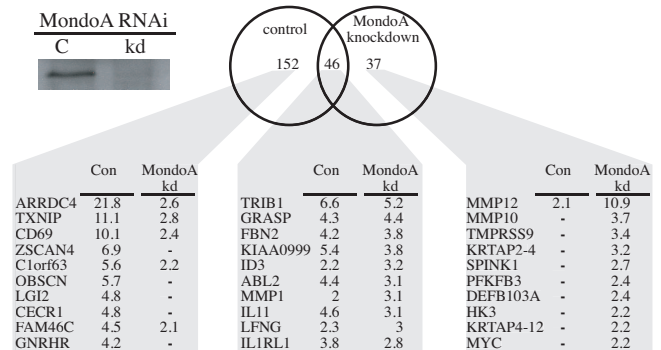 MondoA RNAi
C kd
control
MondoA
knockdown
152 46 37
Con MondoA
kd
ARRDC4 21.8 2.6
TXNIP 11.1 2.8
CD69 10.1 2.4
ZSCAN4 6.9 -
C1orf63 5.6 2.2
OBSCN 5.7 -
LGI2 4.8 -
CECR1 4.8 -
FAM46C 4.5 2.1
GNRHR 4.2 -
Con MondoA
kd
TRIB1 6.6 5.2
GRASP 4.3 4.4
FBN2 4.2 3.8
KIAA0999 5.4 3.8
ID3 2.2 3.2
ABL2 4.4 3.1
MMP1 2 3.1
IL11 4.6 3.1
LFNG 2.3 3
IL1RL1 3.8 2.8
Con MondoA
kd
MMP12 2.1 10.9
MMP10 - 3.7
TMPRSS9 - 3.4
KRTAP2-4 - 3.2
SPINK1 - 2.7
PFKFB3 - 2.4
DEFB103A - 2.4
HK3 - 2.2
KRTAP4-12 - 2.2
MYC - 2.2